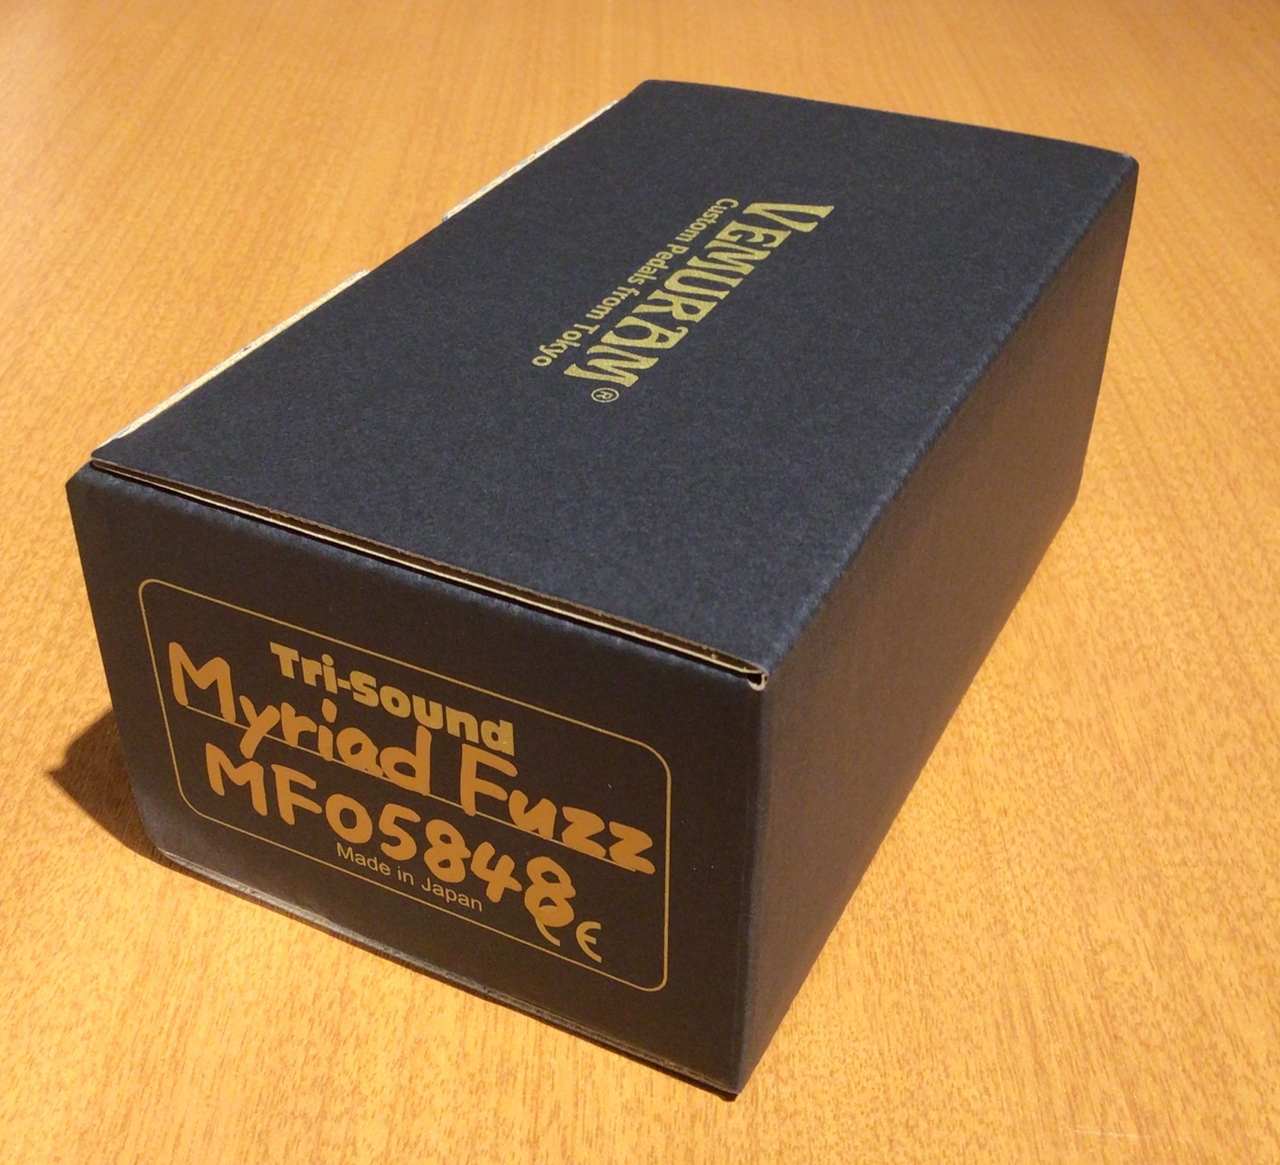 VEMURAM®
Custom Pedals from Tokyo
Tri-Sound
Myriad Fuzz
MF05848
Made in Japan
CE